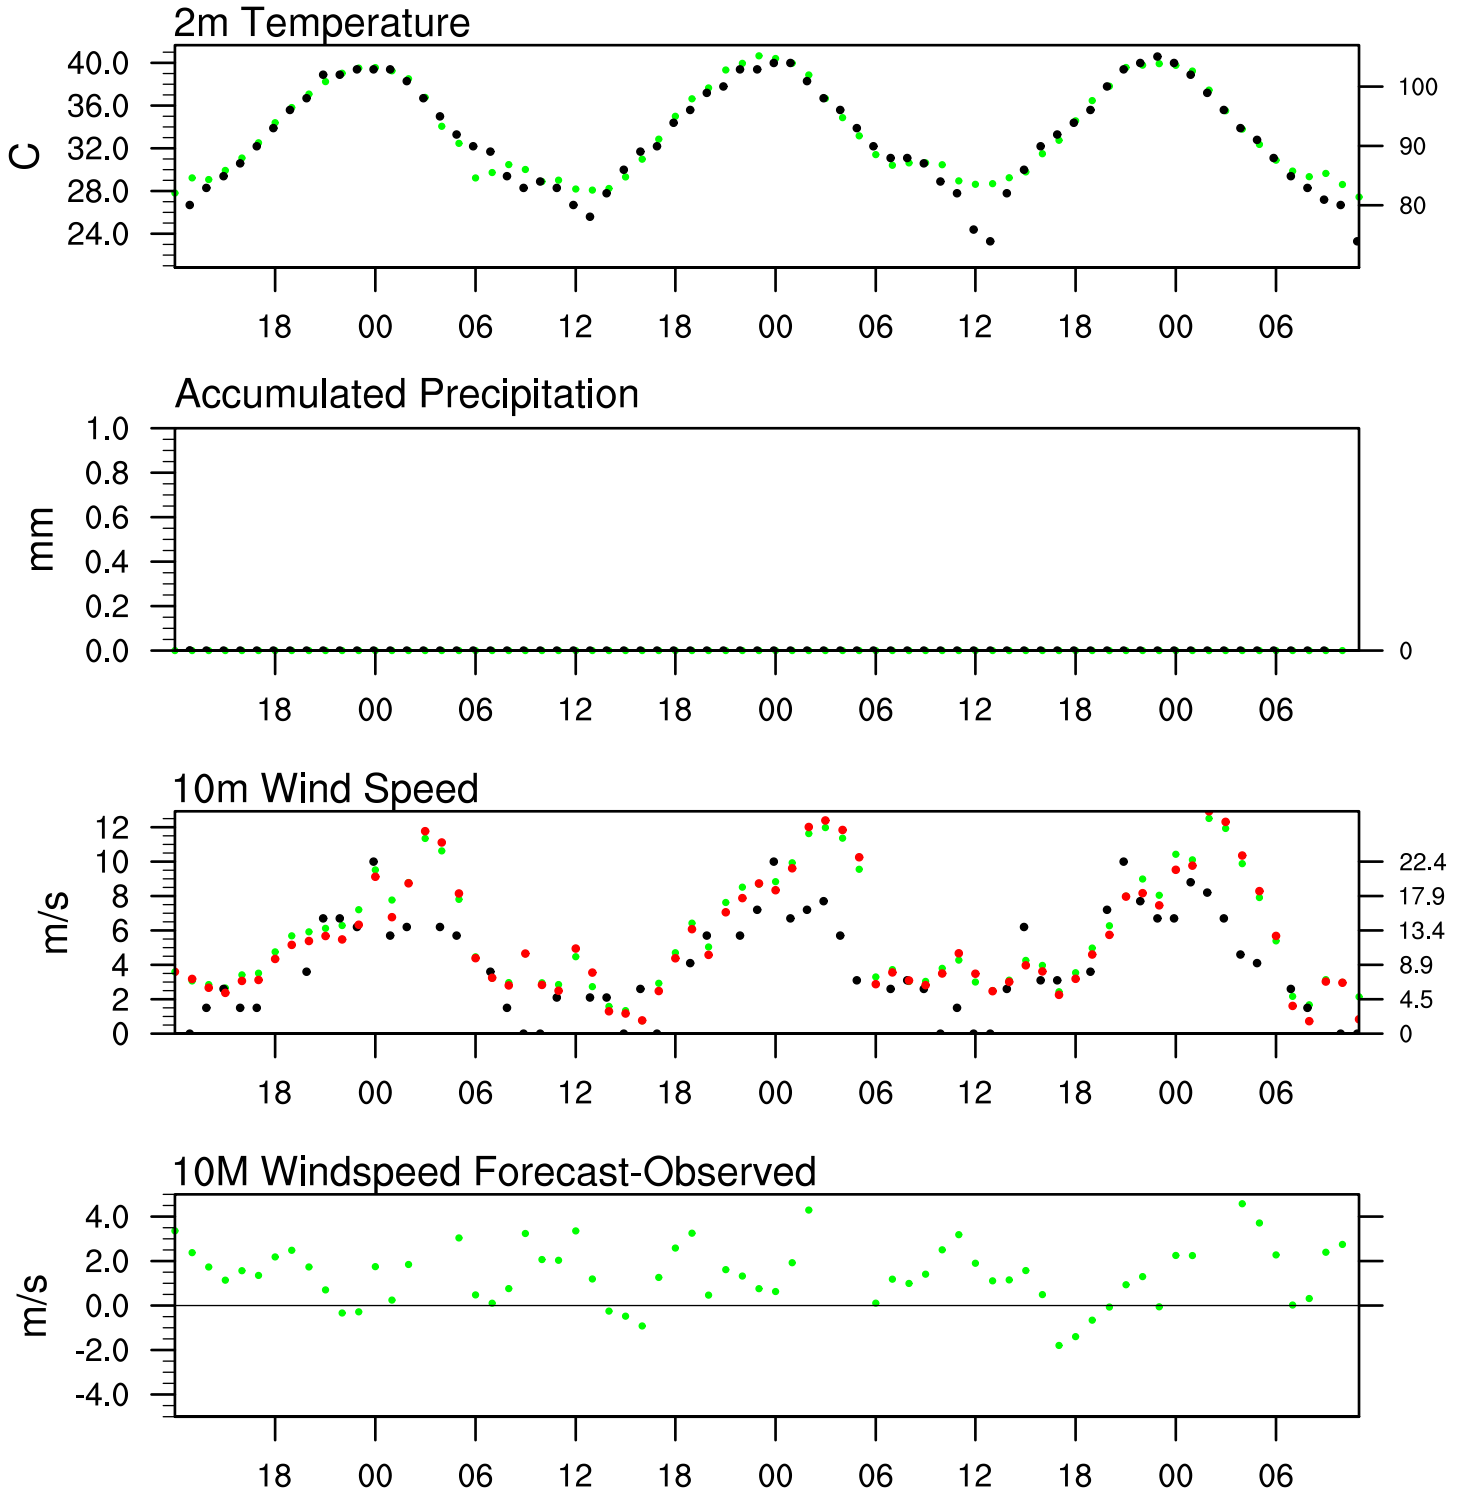 2m Temperature
40.0
36.0
32.0
28.0
24.0
C
100
90
80
18 00 06 12 18 00 06 12 18 00 06
Accumulated Precipitation
1.0
0.8
0.6
0.4
0.2
0.0
mm
0
18 00 06 12 18 00 06 12 18 00 06
10m Wind Speed
12
10
8
6
4
2
0
m/s
22.4
17.9
13.4
8.9
4.5
0
18 00 06 12 18 00 06 12 18 00 06
10M Windspeed Forecast-Observed
4.0
2.0
0.0
-2.0
-4.0
m/s
18 00 06 12 18 00 06 12 18 00 06